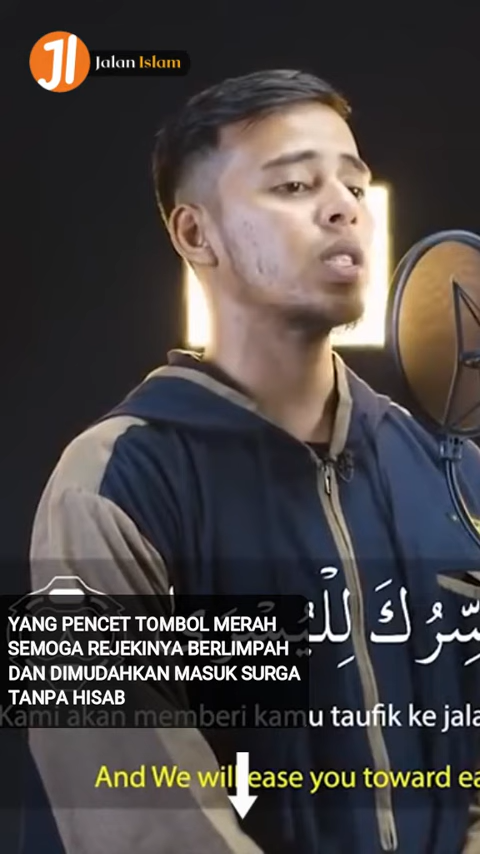 JI Jalan Islam
سِّرُكَ لِلْيُسْرَىٰ
YANG PENCET TOMBOL MERAH
SEMOGA REJEKINYA BERLIMPAH
DAN DIMUDAHKAN MASUK SURGA
TANPA HISAB
Kami akan memberi kamu taufik ke jala
And We will ease you toward ea